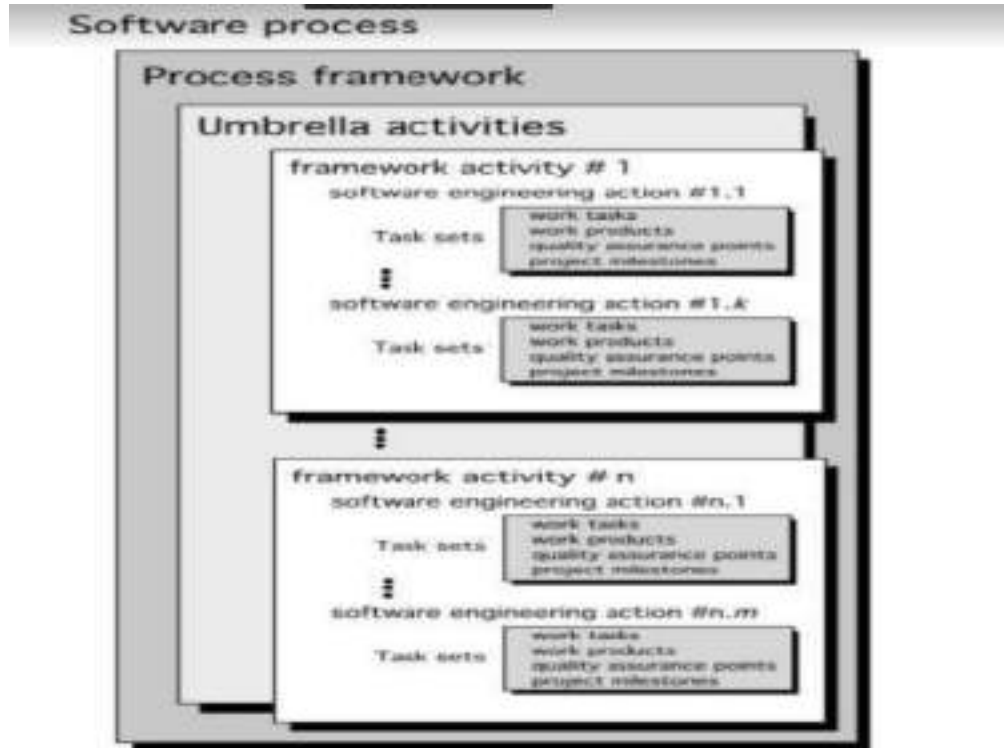 Software process
Process framework
Umbrella activities
framework activity # 1
software engineering action #1.1
Task sets
work tasks
work products
quality assurance points
project milestones
software engineering action #1.k
Task sets
work tasks
work products
quality assurance points
project milestones
framework activity # n
software engineering action #n.1
Task sets
work tasks
work products
quality assurance points
project milestones
software engineering action #n.m
Task sets
work tasks
work products
quality assurance points
project milestones